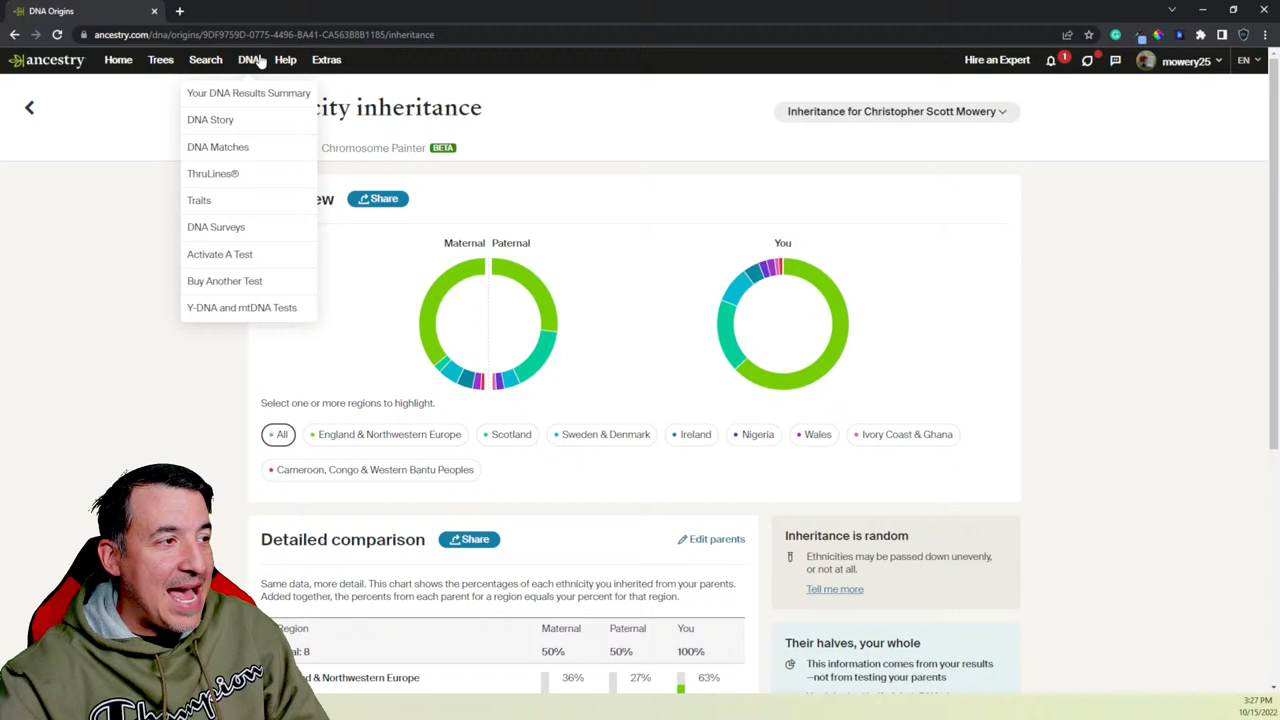 DNA Origins
ancestry.com/dna/origins/9DF9759D-0775-4496-BA41-CA563B8B1185/inheritance
ancestry Home Trees Search DNA Help Extras Hire an Expert 1 mowery25 EN
Your DNA Results Summary
DNA Story
DNA Matches
ThruLines®
Traits
DNA Surveys
Activate A Test
Buy Another Test
Y-DNA and mtDNA Tests
city inheritance
Inheritance for Christopher Scott Mowery
Chromosome Painter BETA
ew Share
Maternal Paternal You
Select one or more regions to highlight.
All England & Northwestern Europe Scotland Sweden & Denmark Ireland Nigeria Wales Ivory Coast & Ghana
Cameroon, Congo & Western Bantu Peoples
Detailed comparison Share Edit parents
Same data, more detail. This chart shows the percentages of each ethnicity you inherited from your parents.
Added together, the percents from each parent for a region equals your percent for that region.
Region Maternal Paternal You
al: 8 50% 50% 100%
nd & Northwestern Europe 36% 27% 63%
Inheritance is random
Ethnicities may be passed down unevenly,
or not at all.
Tell me more
Their halves, your whole
This information comes from your results
—not from testing your parents
Champion
3:27 PM
10/15/2022